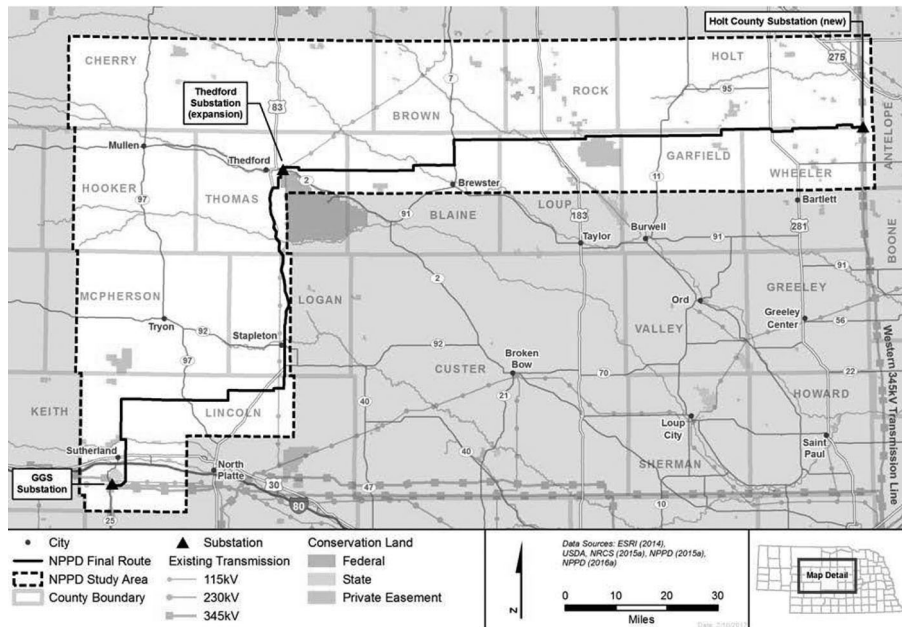 Holt County Substation (new)
CHERRY
HOLT
275
7
Thedford
Substation
(expansion)
83
ROCK
95
BROWN
ANTELOPE
Mullen
Thedford
GARFIELD
2
WHEELER
HOOKER
THOMAS
Brewster
11
97
LOUP
Bartlett
91
BLAINE
183
281
Taylor
Burwell
91
BOONE
91
2
MCPHERSON
LOGAN
GREELEY
Ord
Tryon
92
Stapleton
VALLEY
Greeley
Center
56
92
Broken
Bow
97
CUSTER
70
22
KEITH
LINCOLN
40
21
HOWARD
Western 345kV Transmission Line
Loup
City
Sutherland
Saint
Paul
North
Platte
40
SHERMAN
GGS
Substation
30
47
80
10
25
City
NPPD Final Route
NPPD Study Area
County Boundary
Substation
Existing Transmission
115kV
230kV
345kV
Conservation Land
Federal
State
Private Easement
N
Data Sources: ESRI (2014),
USDA, NRCS (2015a), NPPD (2015a),
NPPD (2016a)
0 10 20 30
Miles
Map Detail